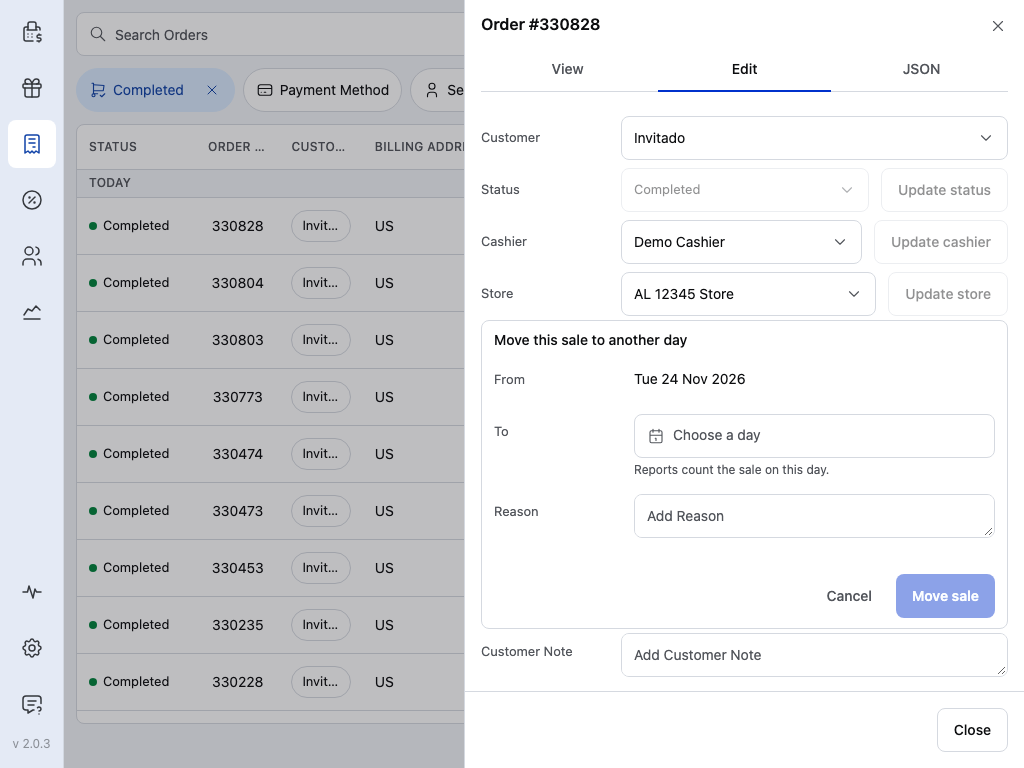 Search Orders
Completed
Payment Method
Se
STATUS
ORDER ...
CUSTO...
BILLING ADDR
TODAY
Completed 330828 Invit... US
Completed 330804 Invit... US
Completed 330803 Invit... US
Completed 330773 Invit... US
Completed 330474 Invit... US
Completed 330473 Invit... US
Completed 330453 Invit... US
Completed 330235 Invit... US
Completed 330228 Invit... US
v 2.0.3
Order #330828
View
Edit
JSON
Customer
Invitado
Status
Completed
Update status
Cashier
Demo Cashier
Update cashier
Store
AL 12345 Store
Update store
Move this sale to another day
From
Tue 24 Nov 2026
To
Choose a day
Reports count the sale on this day.
Reason
Add Reason
Cancel
Move sale
Customer Note
Add Customer Note
Close